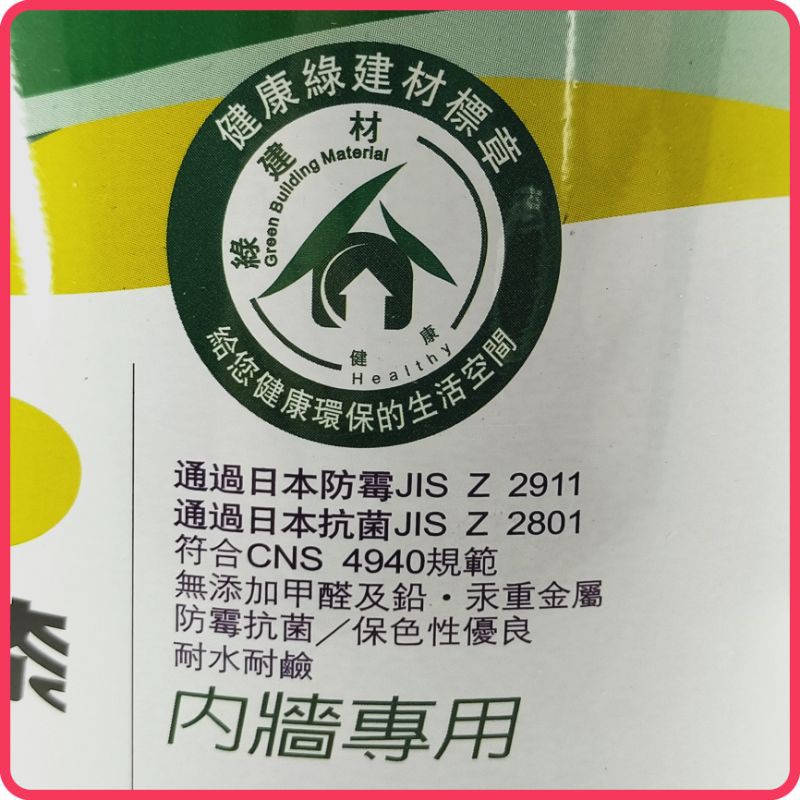 健康綠建材標章
綠建材
Green Building Material
健康
Healthy
給您健康環保的生活空間
通過日本防霉JIS Z 2911
通過日本抗菌JIS Z 2801
符合CNS 4940規範
無添加甲醛及鉛・汞重金屬
防霉抗菌／保色性優良
耐水耐鹼
內牆專用